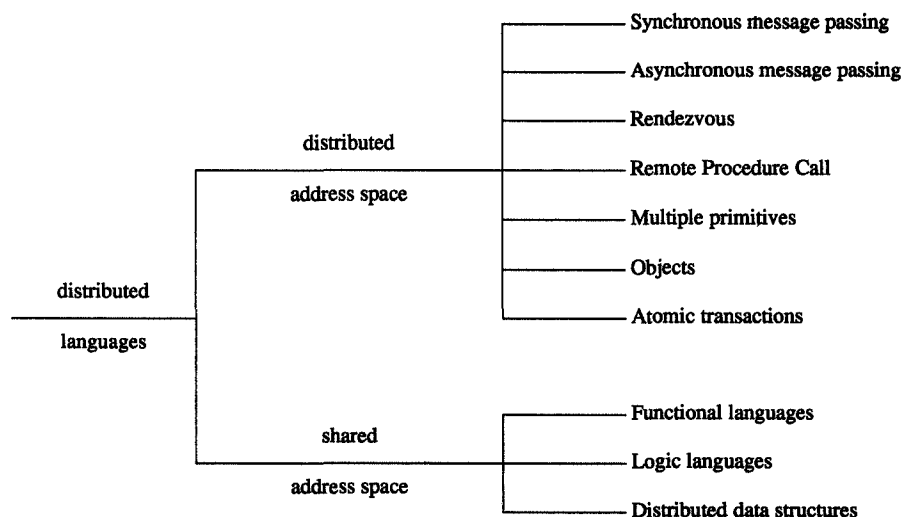 Synchronous message passing
Asynchronous message passing
Rendezvous
distributed
address space
Remote Procedure Call
Multiple primitives
Objects
distributed
languages
Atomic transactions
Functional languages
shared
address space
Logic languages
Distributed data structures